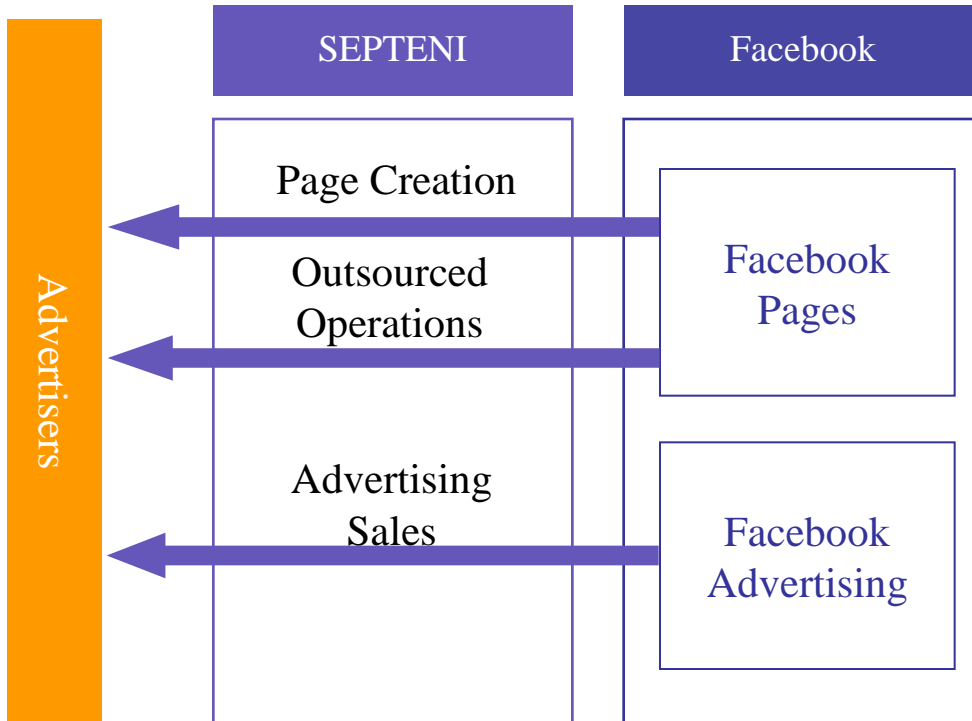 SEPTENI
Facebook
Page Creation
Outsourced
Operations
Advertising
Sales
Facebook
Pages
Facebook
Advertising
Advertisers